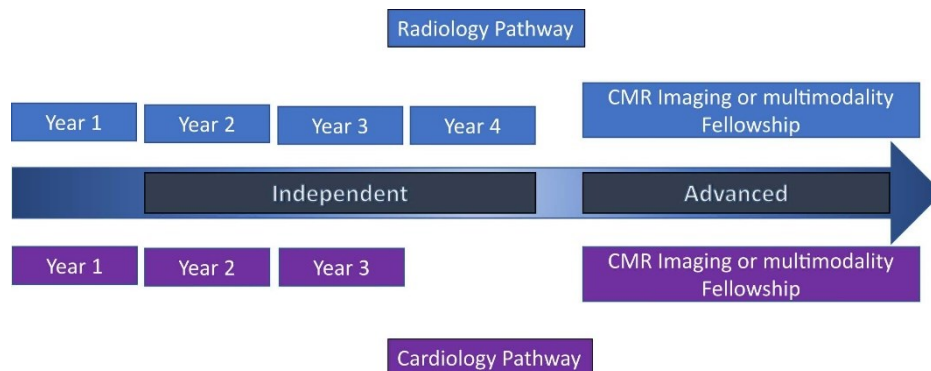 Radiology Pathway
Year 1
Year 2
Year 3
Year 4
CMR Imaging or multimodality
Fellowship
Independent
Advanced
Year 1
Year 2
Year 3
CMR Imaging or multimodality
Fellowship
Cardiology Pathway